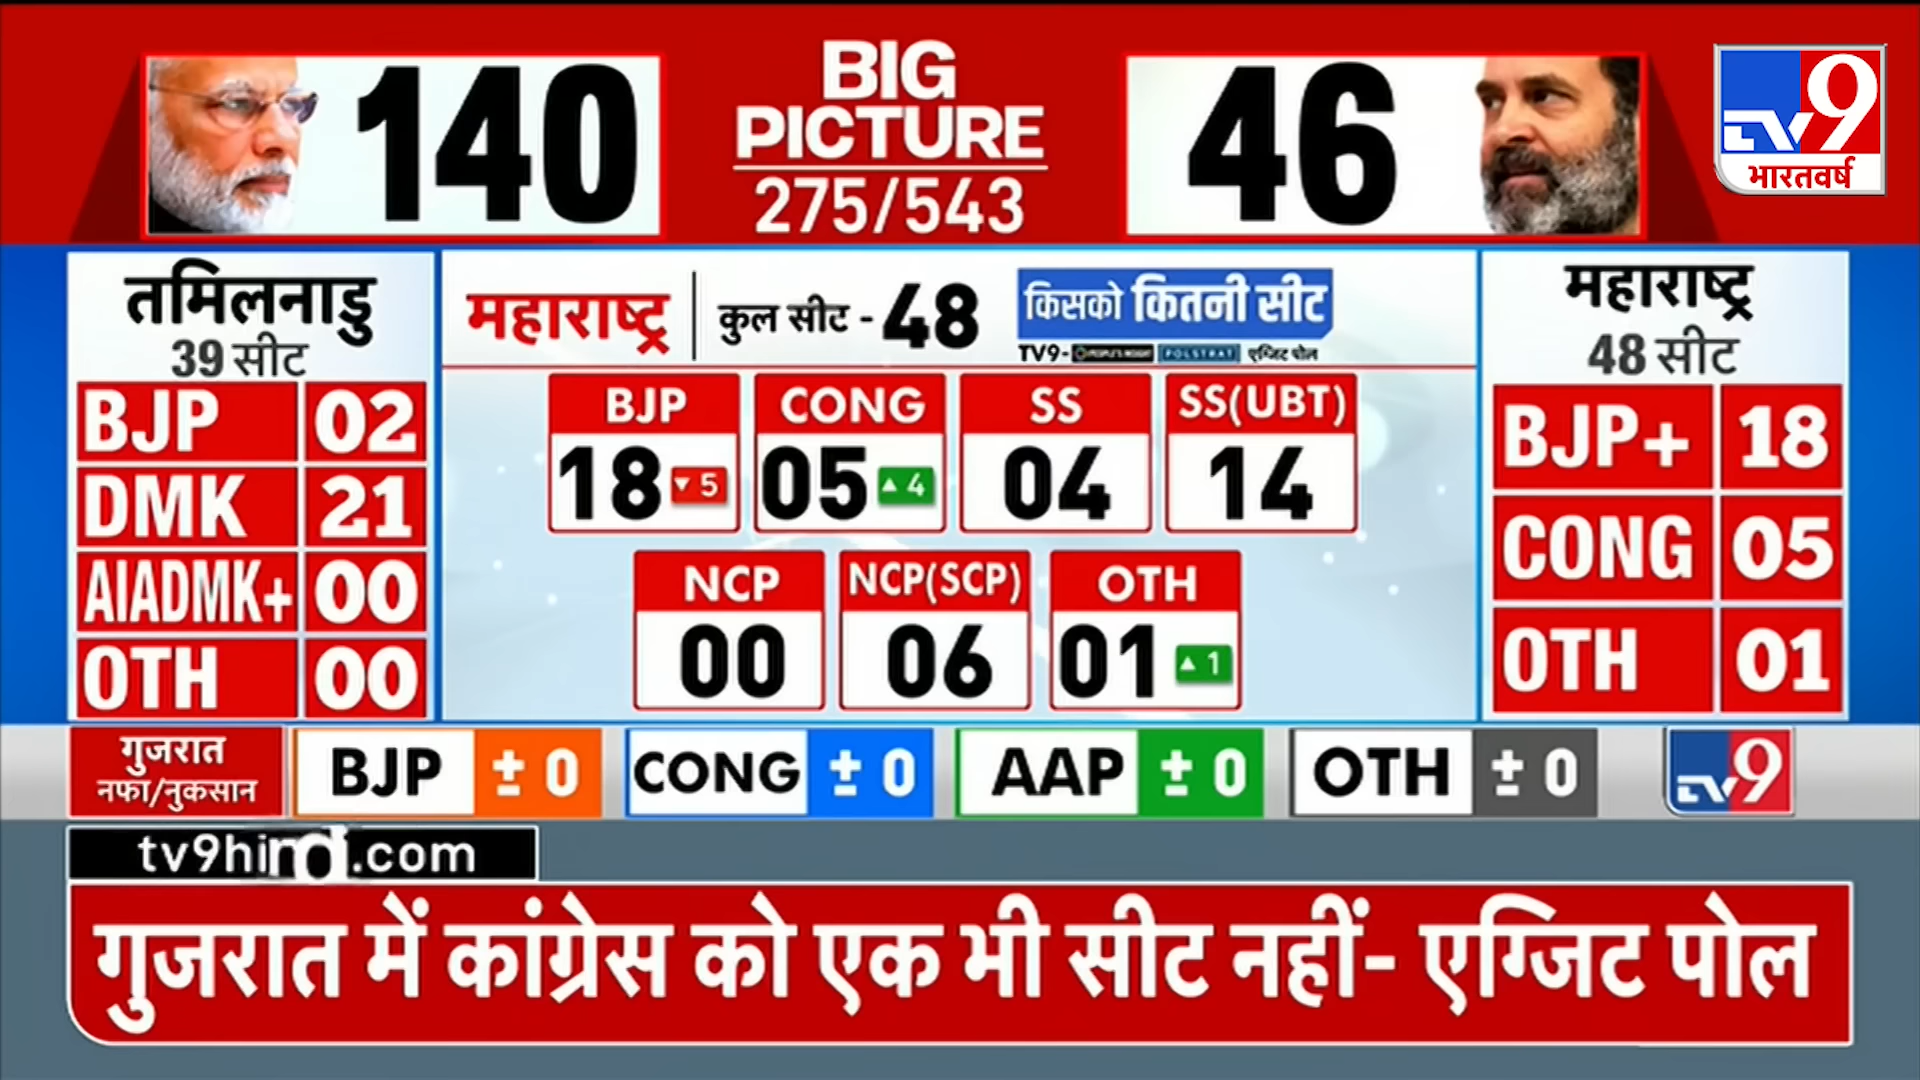 140
BIG
PICTURE
275/543
46
TV9
भारतवर्ष
तमिलनाडु
39 सीट
BJP 02
DMK 21
AIADMK+ 00
OTH 00
महाराष्ट्र
कुल सीट - 48
किसको कितनी सीट
TV9- PEOPLE'S INSIGHT POLSTRAT एग्जिट पोल
BJP CONG SS SS(UBT)
18 ▼ 5 05 ▲ 4 04 14
NCP NCP(SCP) OTH
00 06 01 ▲ 1
महाराष्ट्र
48 सीट
BJP+ 18
CONG 05
OTH 01
गुजरात
नफा/नुकसान
BJP ± 0 CONG ± 0 AAP ± 0 OTH ± 0
TV9
tv9hind.com
गुजरात में कांग्रेस को एक भी सीट नहीं- एग्जिट पोल